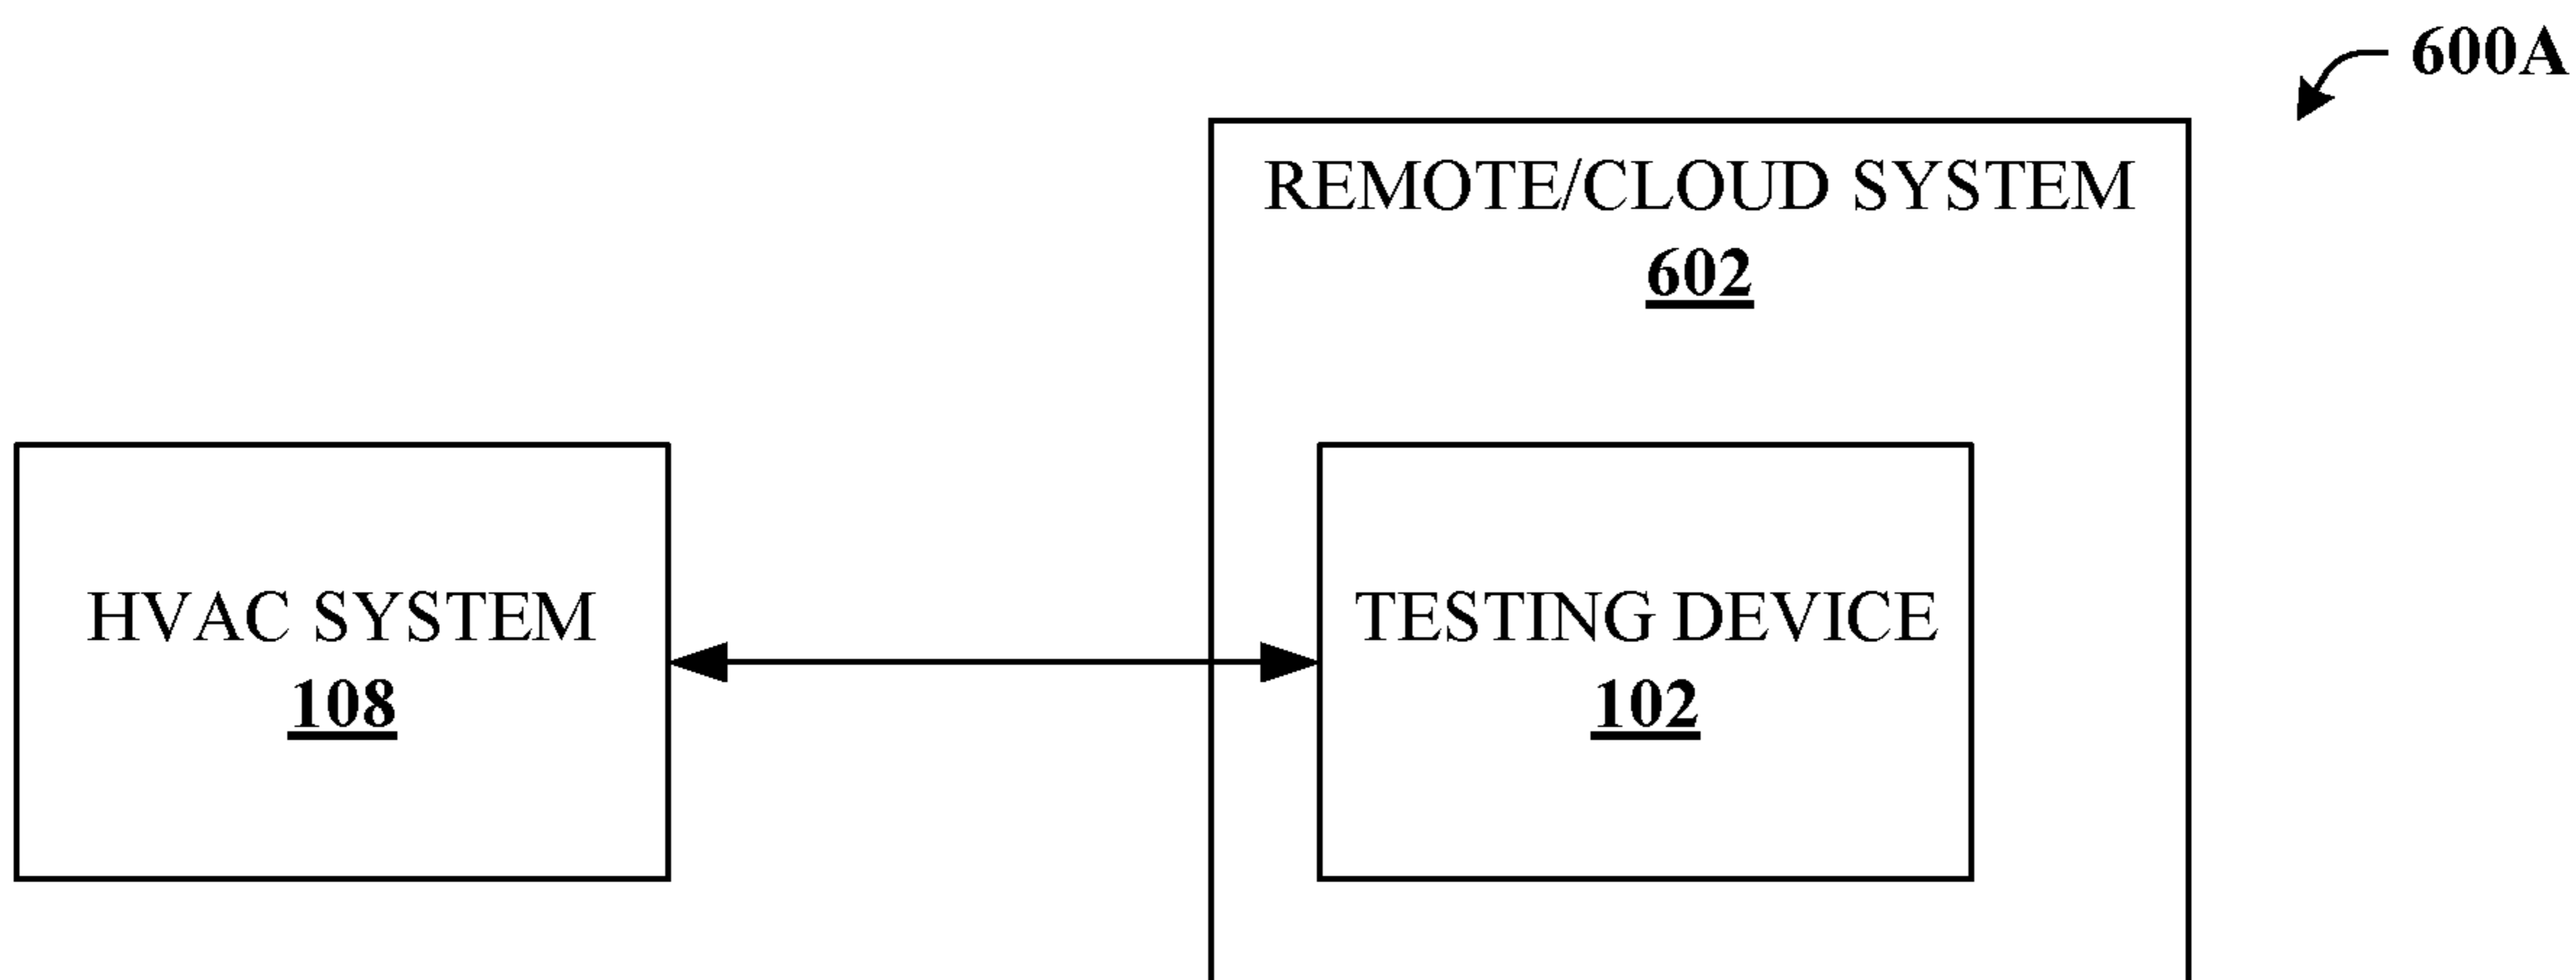 600A
REMOTE/CLOUD SYSTEM
602
HVAC SYSTEM
108
TESTING DEVICE
102